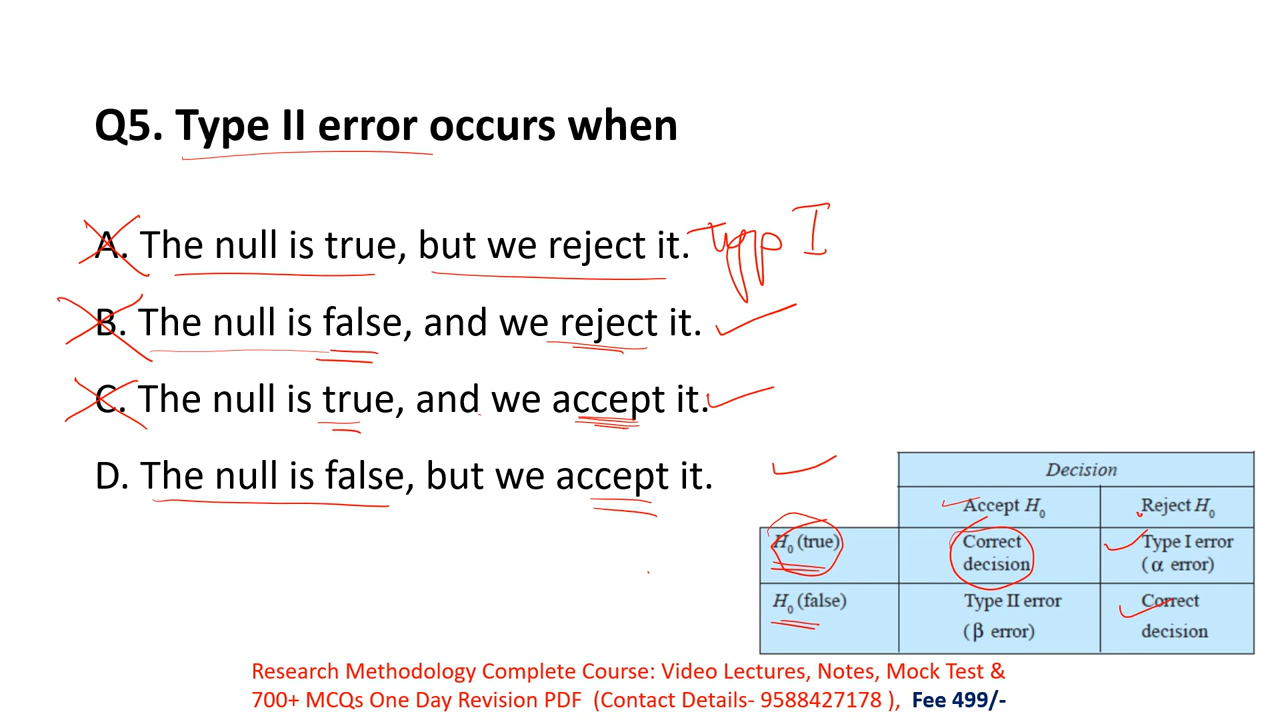 Q5. Type II error occurs when
A. The null is true, but we reject it. Type I
B. The null is false, and we reject it.
C. The null is true, and we accept it.
D. The null is false, but we accept it.
Decision
Accept H₀ Reject H₀
H₀ (true) Correct decision Type I error (α error)
H₀ (false) Type II error (β error) Correct decision
Research Methodology Complete Course: Video Lectures, Notes, Mock Test &
700+ MCQs One Day Revision PDF (Contact Details- 9588427178 ), Fee 499/-